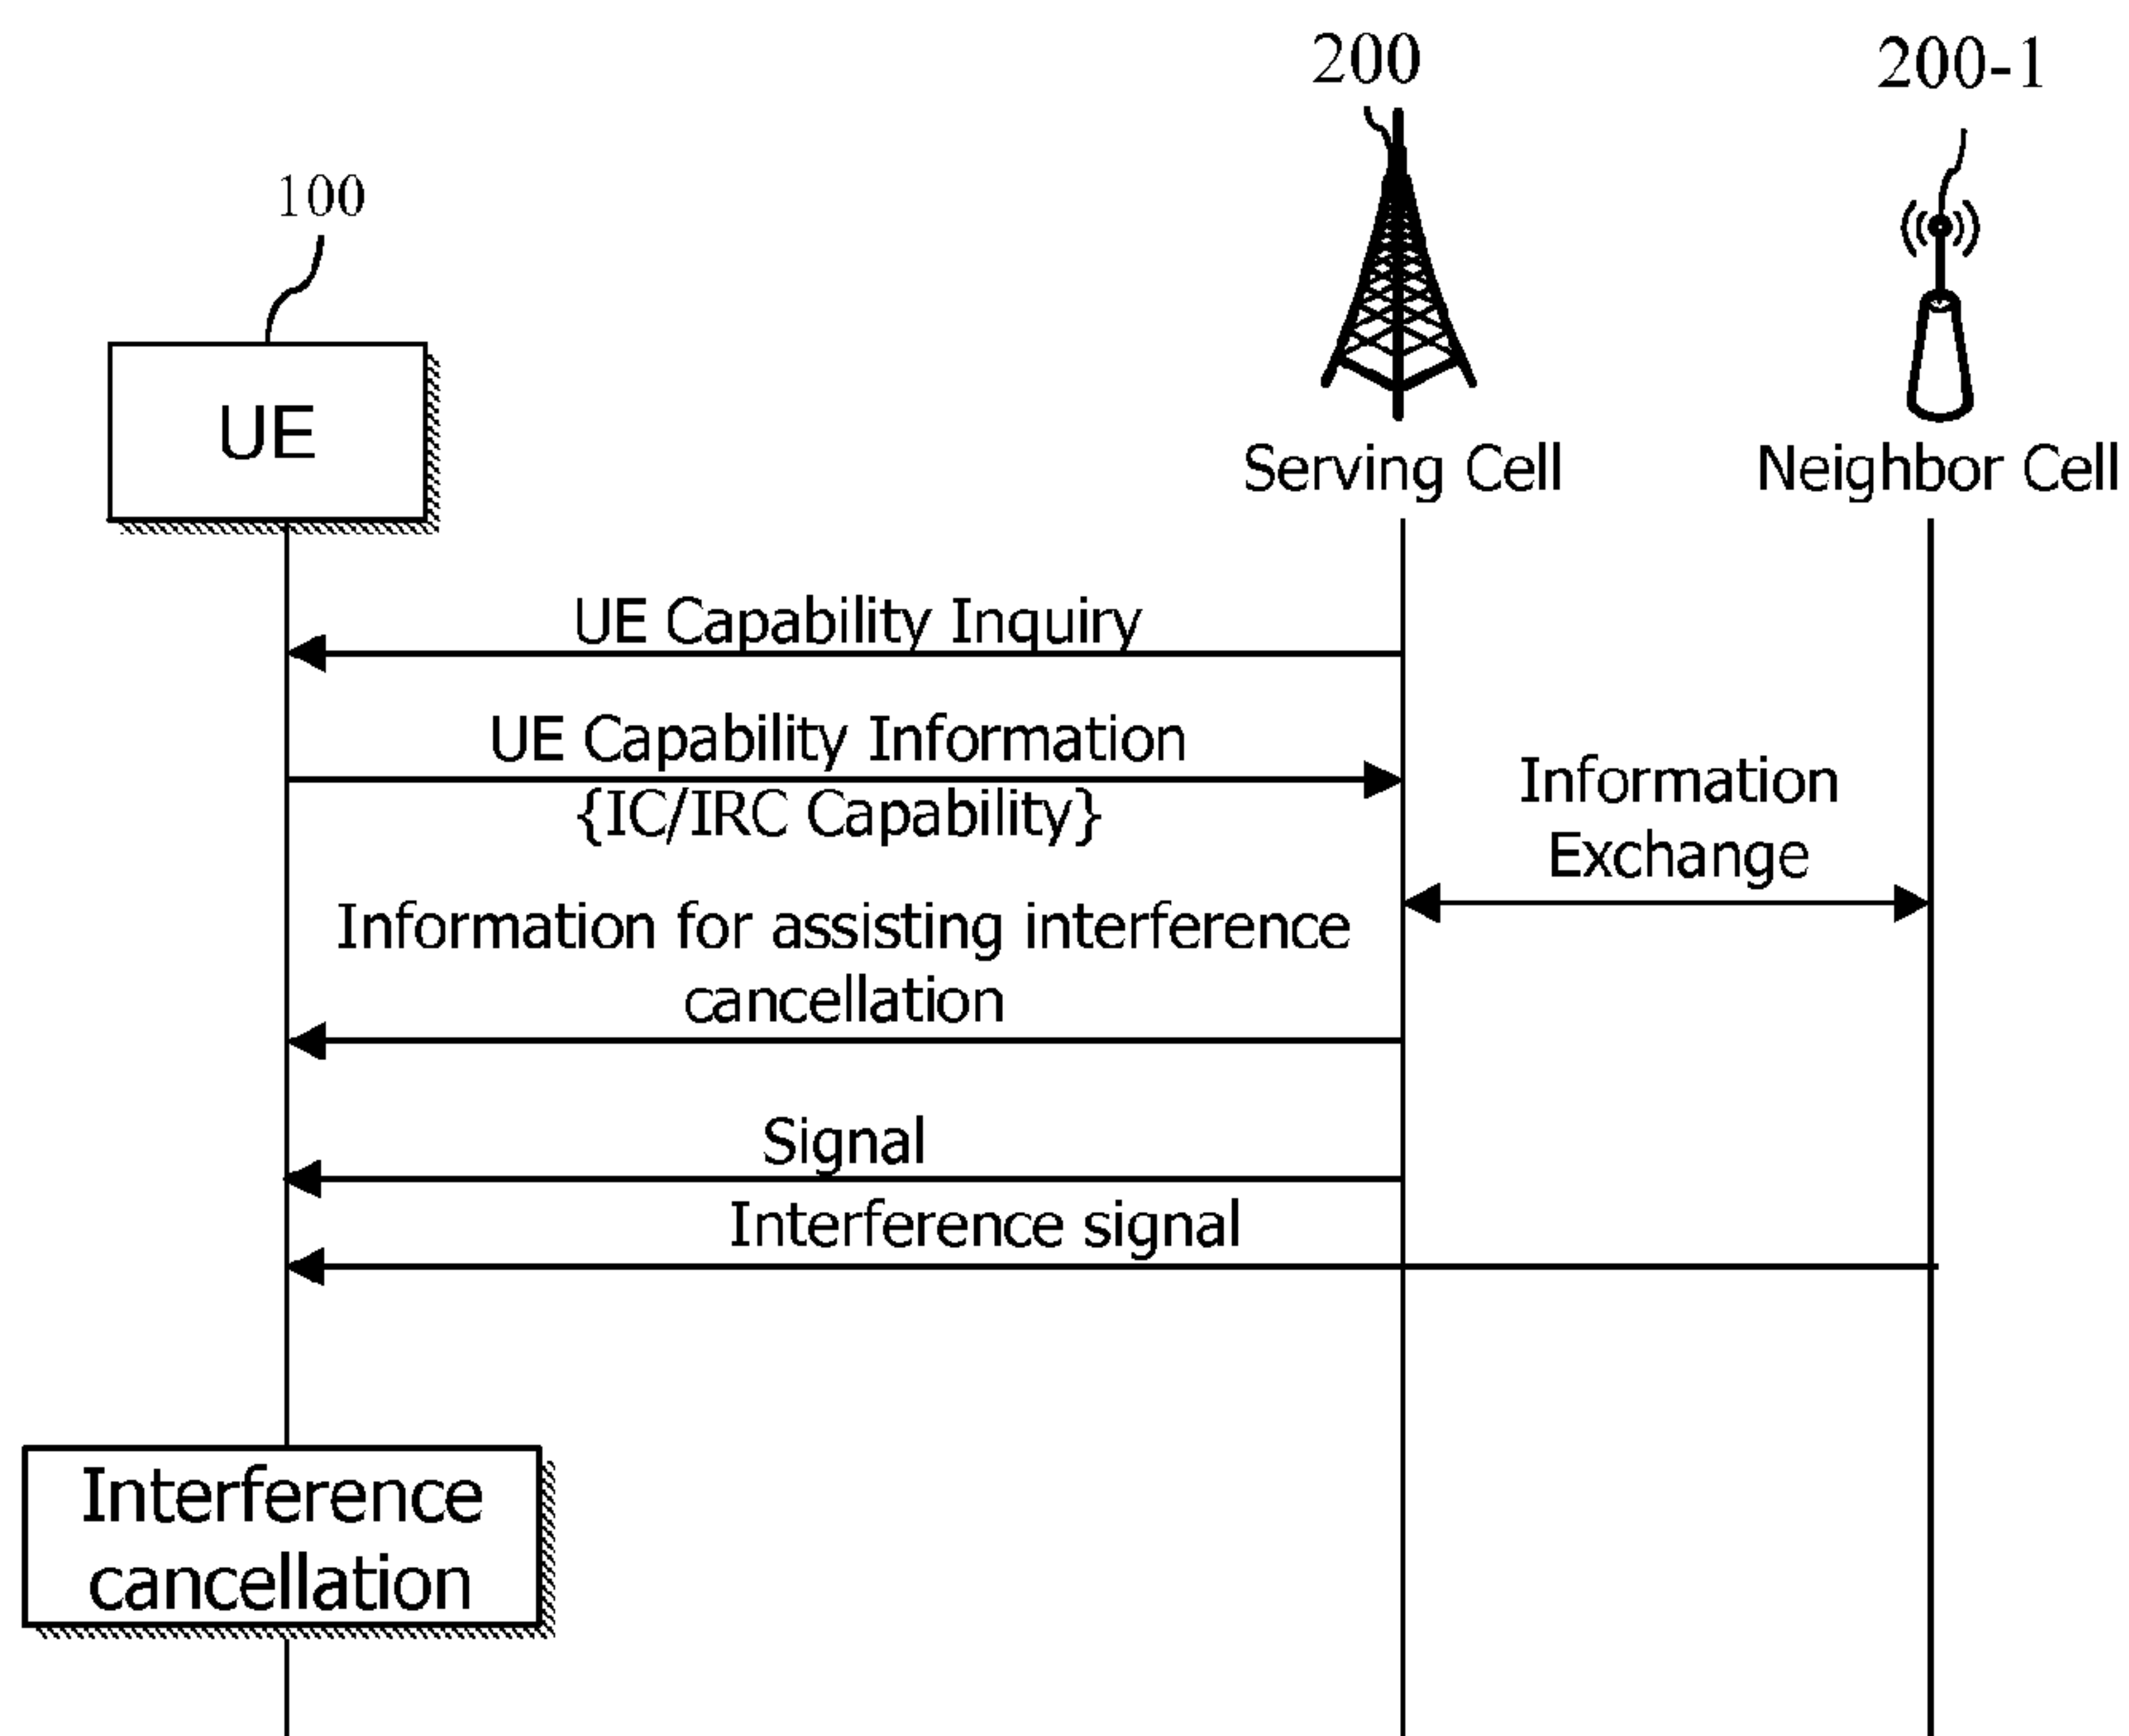 200
200-1
100
UE
Serving Cell
Neighbor Cell
UE Capability Inquiry
UE Capability Information
{IC/IRC Capability}
Information
Exchange
Information for assisting interference
cancellation
Signal
Interference signal
Interference
cancellation